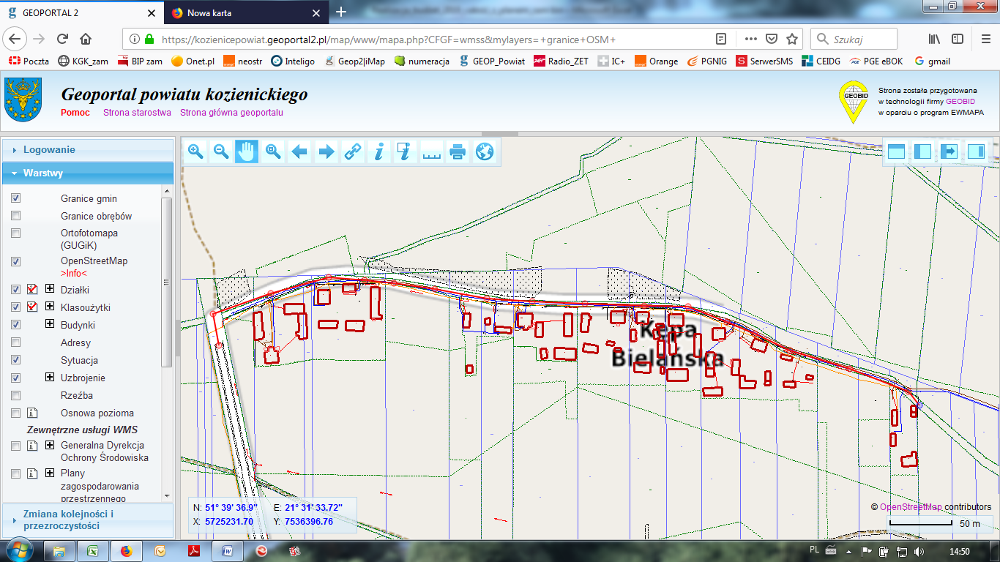 GEOPORTAL 2
Nowa karta
https://kozienicepowiat.geoportal2.pl/map/www/mapa.php?CFGF=wmss&mylayers=+granice+OSM+
Szukaj
Poczta
KGK_zam
BIP zam
Onet.pl
neostr
Inteligo
Geop2|iMap
numeracja
GEOP_Powiat
Radio_ZET
IC+
Orange
PGNIG
SerwerSMS
CEIDG
PGE eBOK
gmail
Geoportal powiatu kozienickiego
Pomoc Strona starostwa Strona główna geoportalu
GEOBID
Strona została przygotowana
w technologii firmy GEOBID
w oparciu o program EWMAPA
Logowanie
Warstwy
Granice gmin
Granice obrębów
Ortofotomapa
(GUGiK)
OpenStreetMap
>Info<
Działki
Klasoużytki
Budynki
Adresy
Sytuacja
Uzbrojenie
Rzeźba
Osnowa pozioma
Zewnętrzne usługi WMS
Generalna Dyrekcja
Ochrony Środowiska
Plany
zagospodarowania
przestrzennego
Zmiana kolejności i
przezroczystości
Kępa
Bielańska
N: 51° 39' 36.9" E: 21° 31' 33.72"
X: 5725231.70 Y: 7536396.76
© OpenStreetMap contributors
50 m
PL
14:50